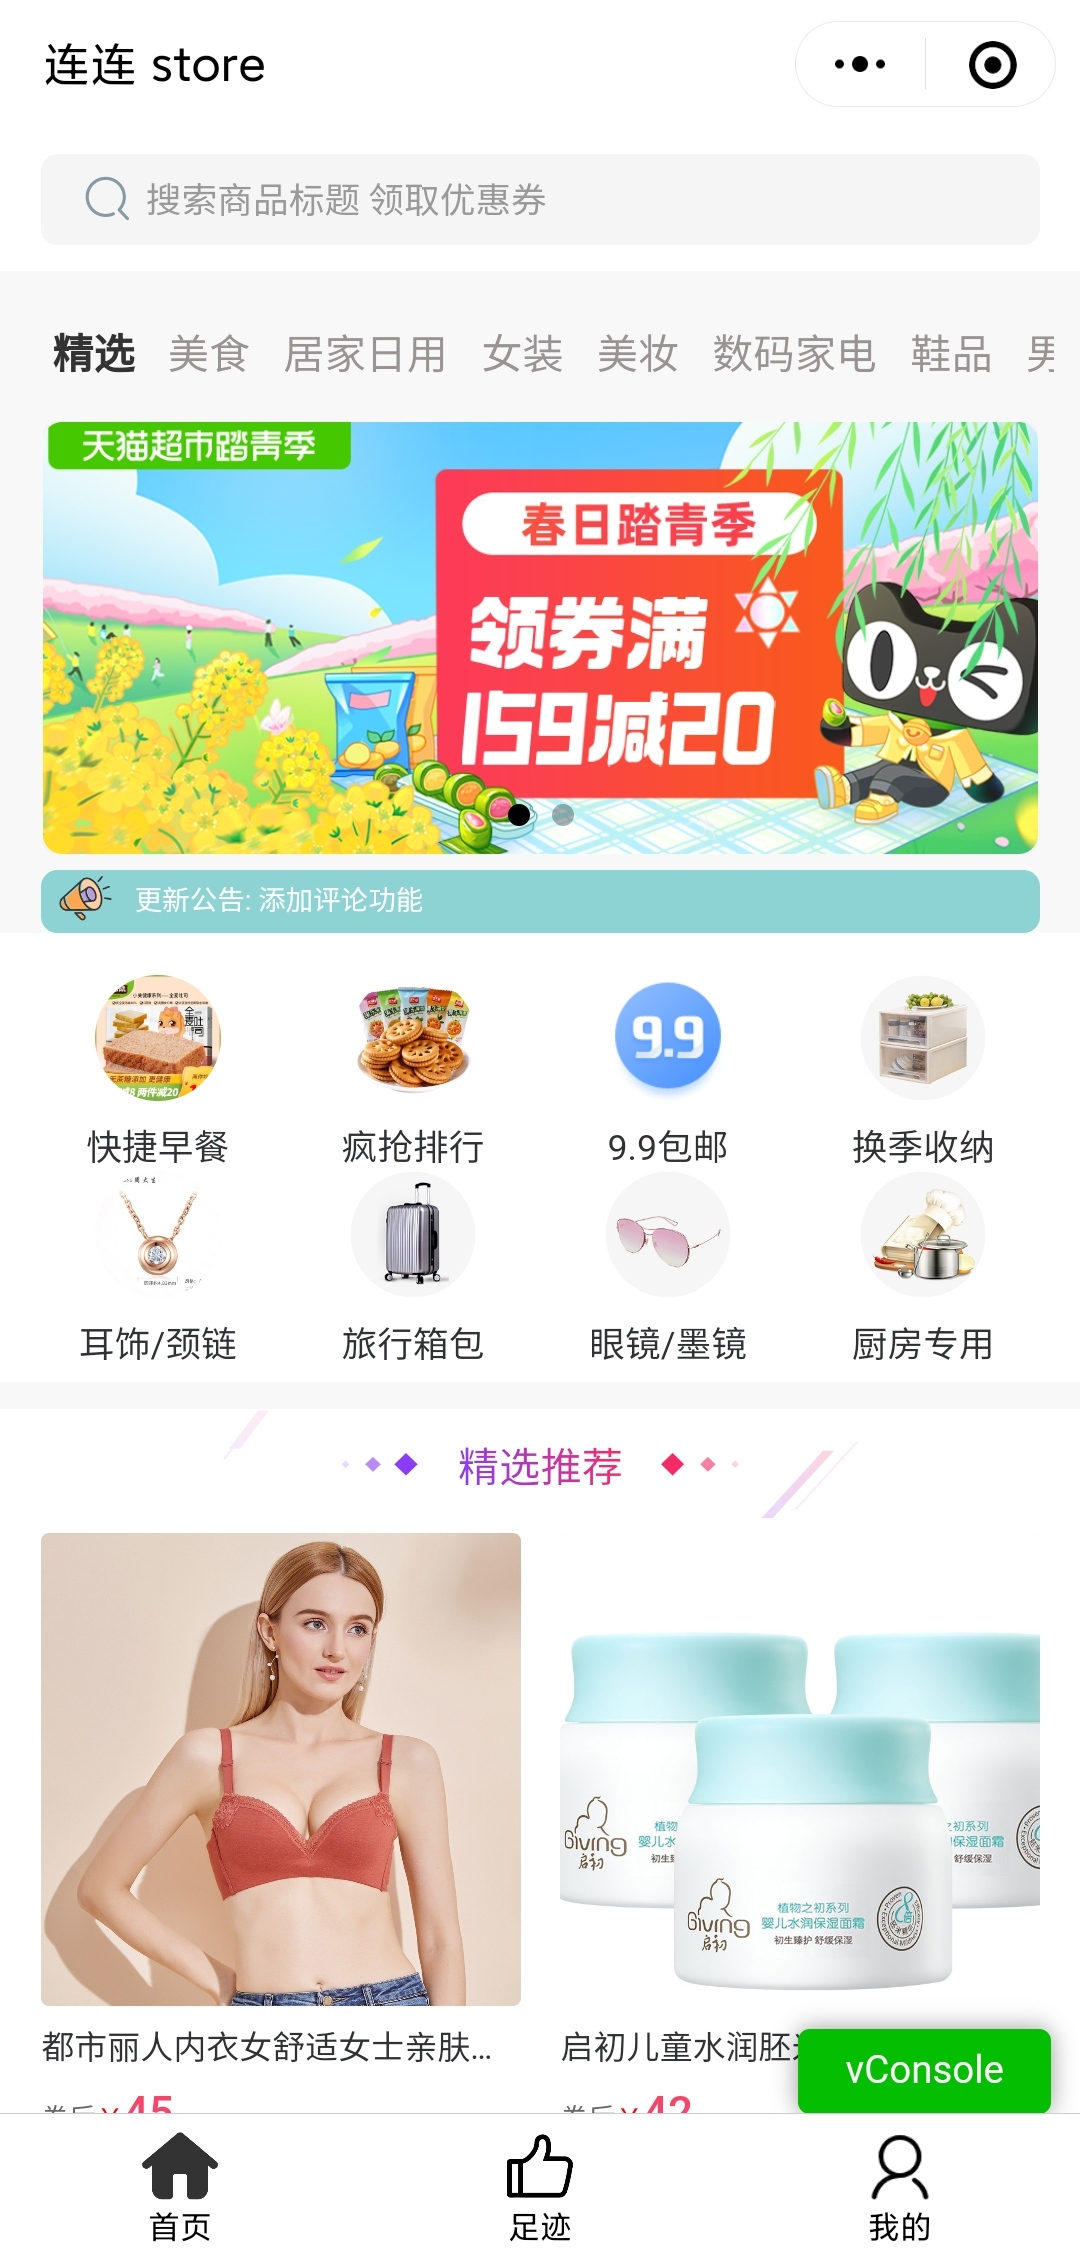 连连 store
搜索商品标题 领取优惠券
精选 美食 居家日用 女装 美妆 数码家电 鞋品 男
天猫超市踏青季
春日踏青季
领券满
159减20
更新公告: 添加评论功能
9.9
快捷早餐 疯抢排行 9.9包邮 换季收纳
耳饰/颈链 旅行箱包 眼镜/墨镜 厨房专用
精选推荐
Giving
启初
植物之初系列
婴儿水润保湿面霜
初生臻护 舒缓保湿
都市丽人内衣女舒适女士亲肤...
启初儿童水润胚
券后¥45
券后¥42
vConsole
首页 足迹 我的